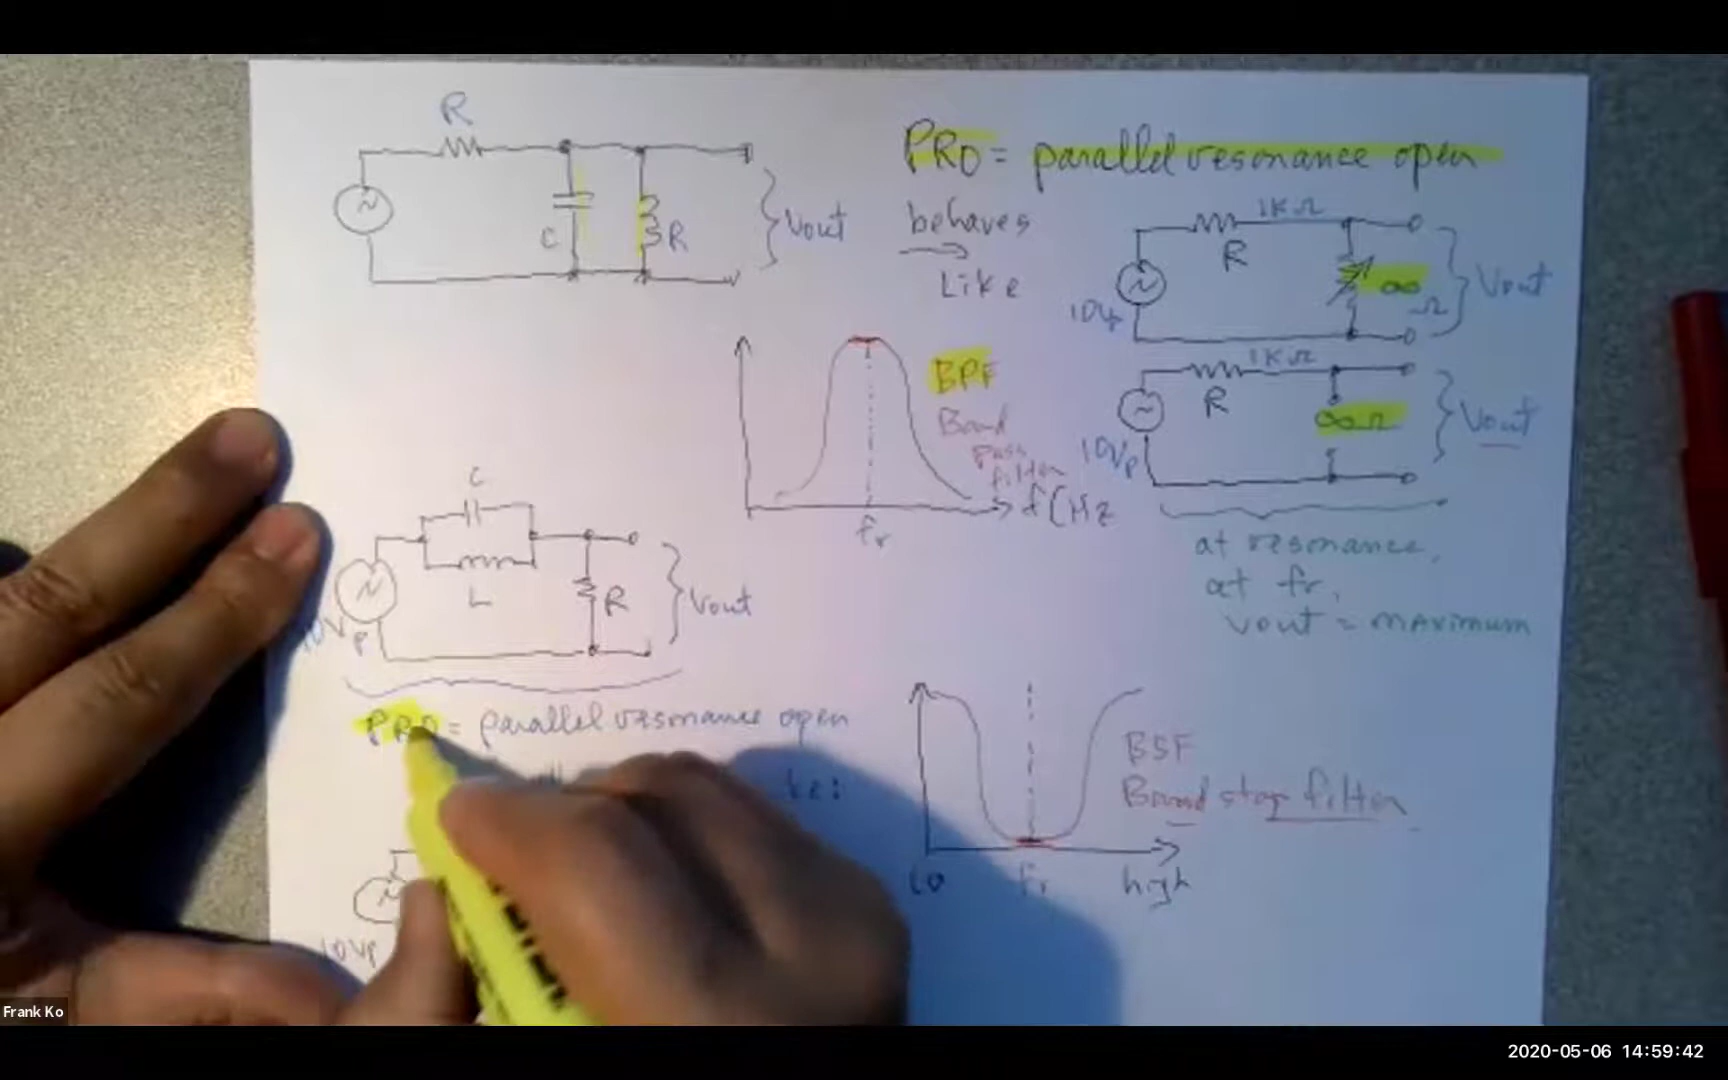 R
C
R
Vout
PRO = parallel resonance open
behaves
Like
1KΩ
R
10Vp
∞
Ω
Vout
1KΩ
R
10Vp
∞Ω
Vout
at resonance,
at fr,
Vout = maximum
BPF
Band
pass
filter
f(Hz
fr
C
L
10Vp
R
Vout
PRO = parallel resonance open
ke:
10Vp
BSF
Band stop filter
Lo
fr
high
Frank Ko
2020-05-06 14:59:42